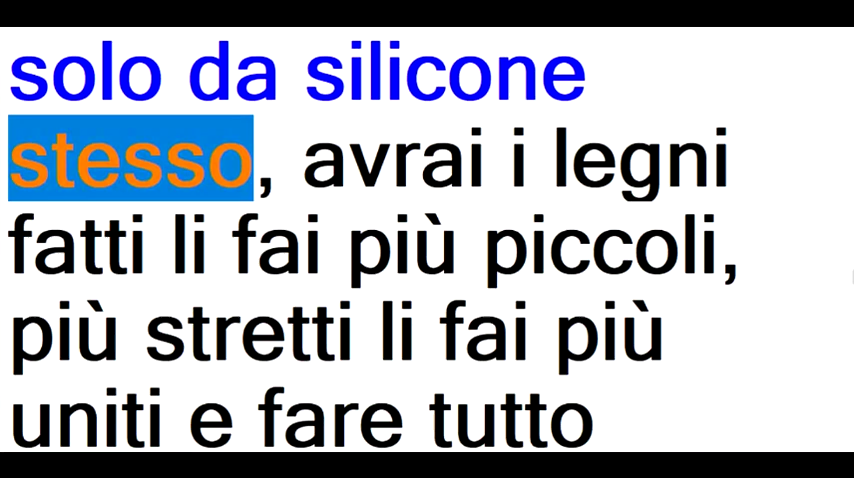 solo da silicone
stesso, avrai i legni
fatti li fai più piccoli,
più stretti li fai più
uniti e fare tutto